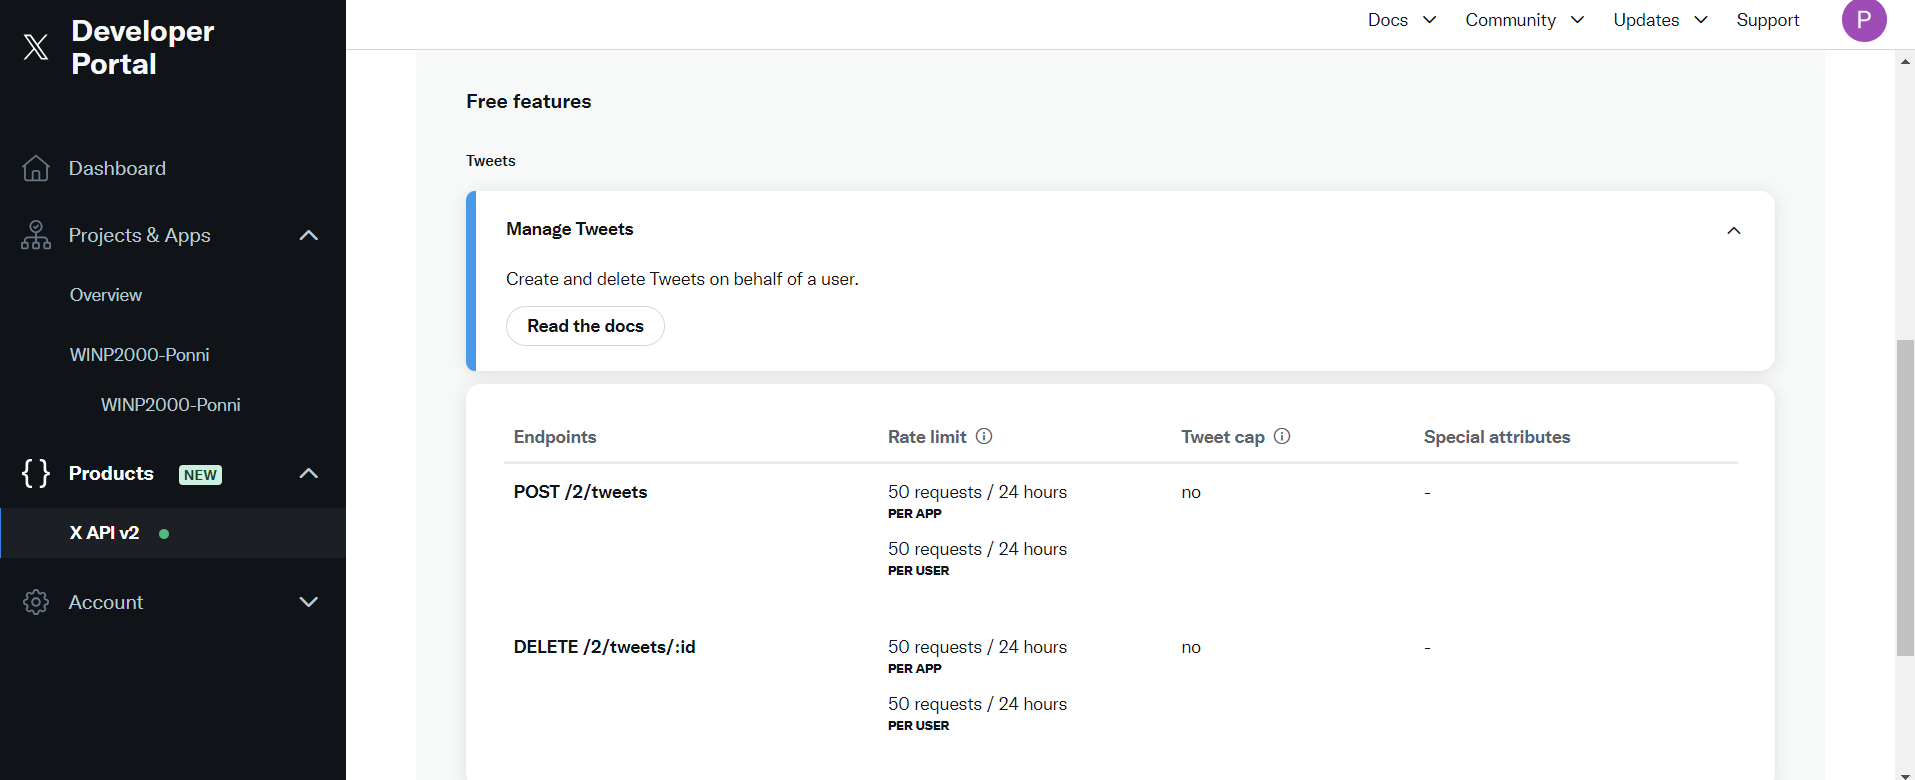 Developer
Portal
Docs
Community
Updates
Support
P
Dashboard
Projects & Apps
Overview
WINP2000-Ponni
WINP2000-Ponni
{ } Products NEW
X API v2
Account
Free features
Tweets
Manage Tweets
Create and delete Tweets on behalf of a user.
Read the docs
Endpoints Rate limit Tweet cap Special attributes
POST /2/tweets 50 requests / 24 hours no -
PER APP
50 requests / 24 hours
PER USER
DELETE /2/tweets/:id 50 requests / 24 hours no -
PER APP
50 requests / 24 hours
PER USER